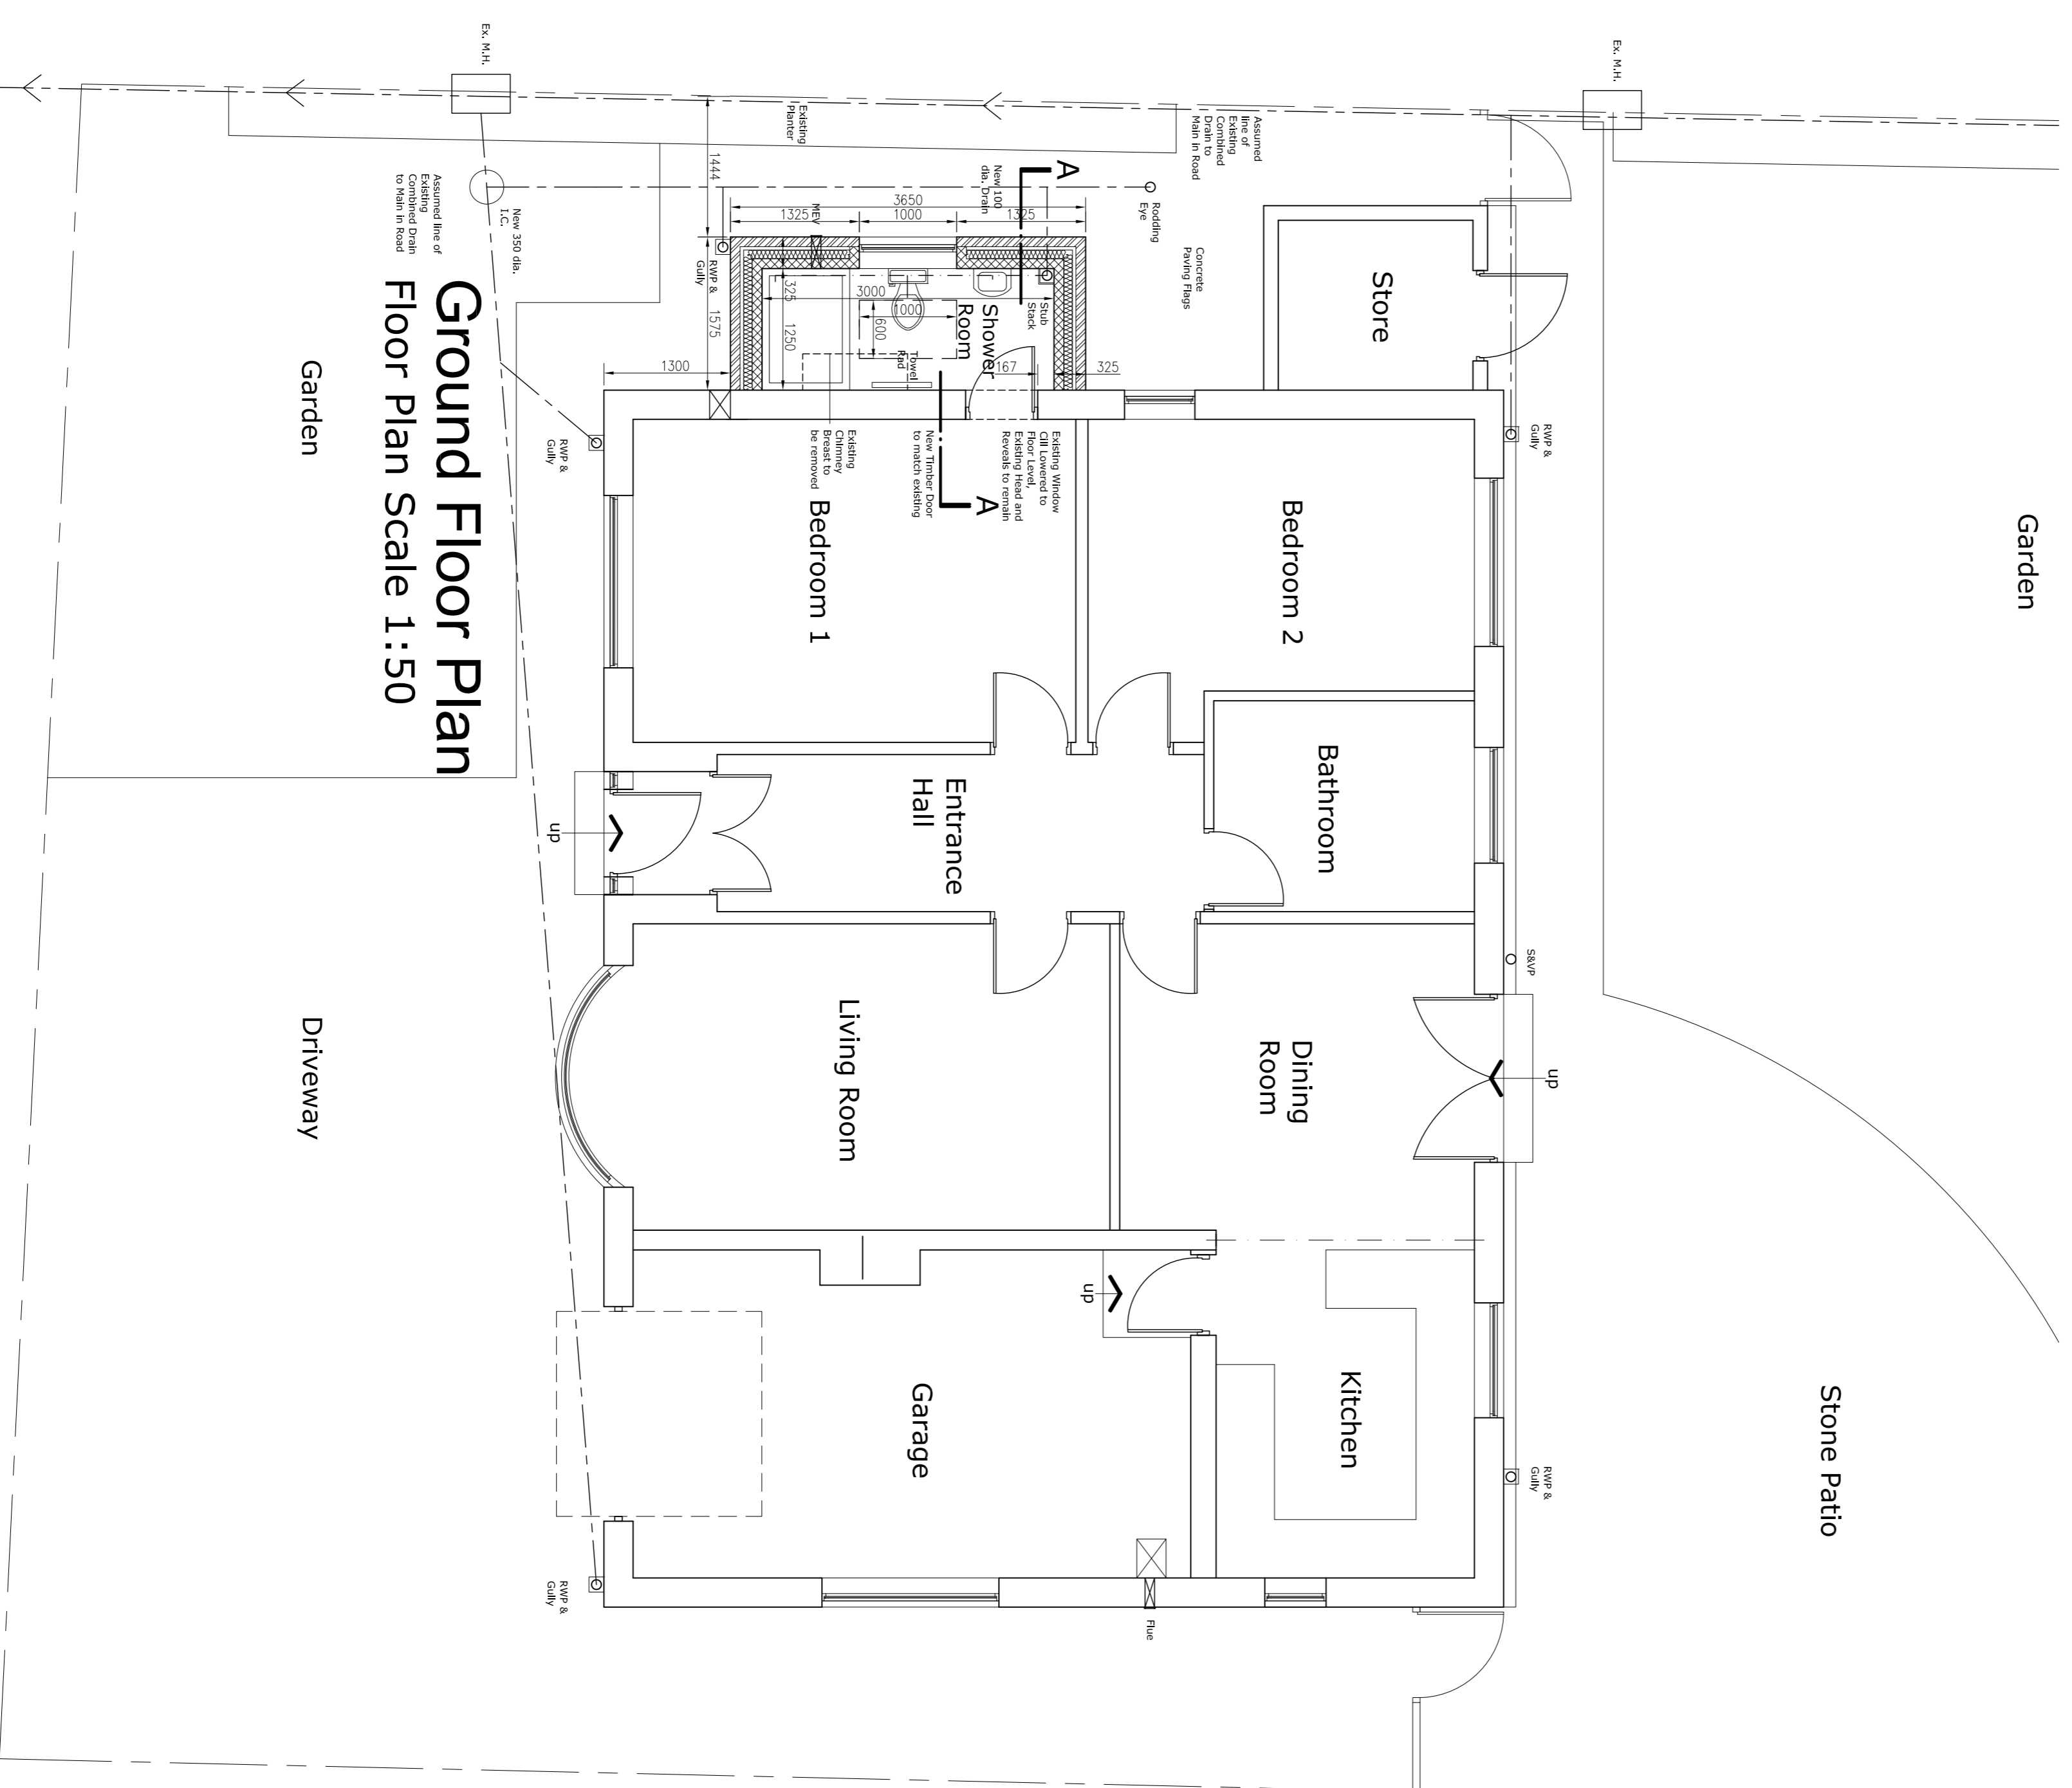 Ex. M.H.
Ex. M.H.
Assumed
line of
Existing
Combined
Drain to
Main in Road
Existing
Planter
1444
New 100
dia. Drain
A
Rodding
Eye
3650
1325
1000
1325
MEV
Assumed line of
Existing
Combined Drain
to Main in Road
New 350 dia.
I.C.
RWP &
Gully
Concrete
Paving Flags
Store
325
3000
1000
600
Shower
Room
Stub
Stack
1575
1250
1300
Towel
Rad
167
325
Garden
Ground Floor Plan
Floor Plan Scale 1:50
RWP &
Gully
Existing
Chimney
Breast to
be removed
New Timber Door
to match existing
A
Existing Window
Cill Lowered to
Floor Level,
Existing Head and
Reveals to remain
RWP &
Gully
Garden
Bedroom 1
Bedroom 2
Bathroom
Entrance
Hall
up
S&VP
Living Room
Dining
Room
up
Driveway
up
Garage
Kitchen
Stone Patio
RWP &
Gully
RWP &
Gully
Flue